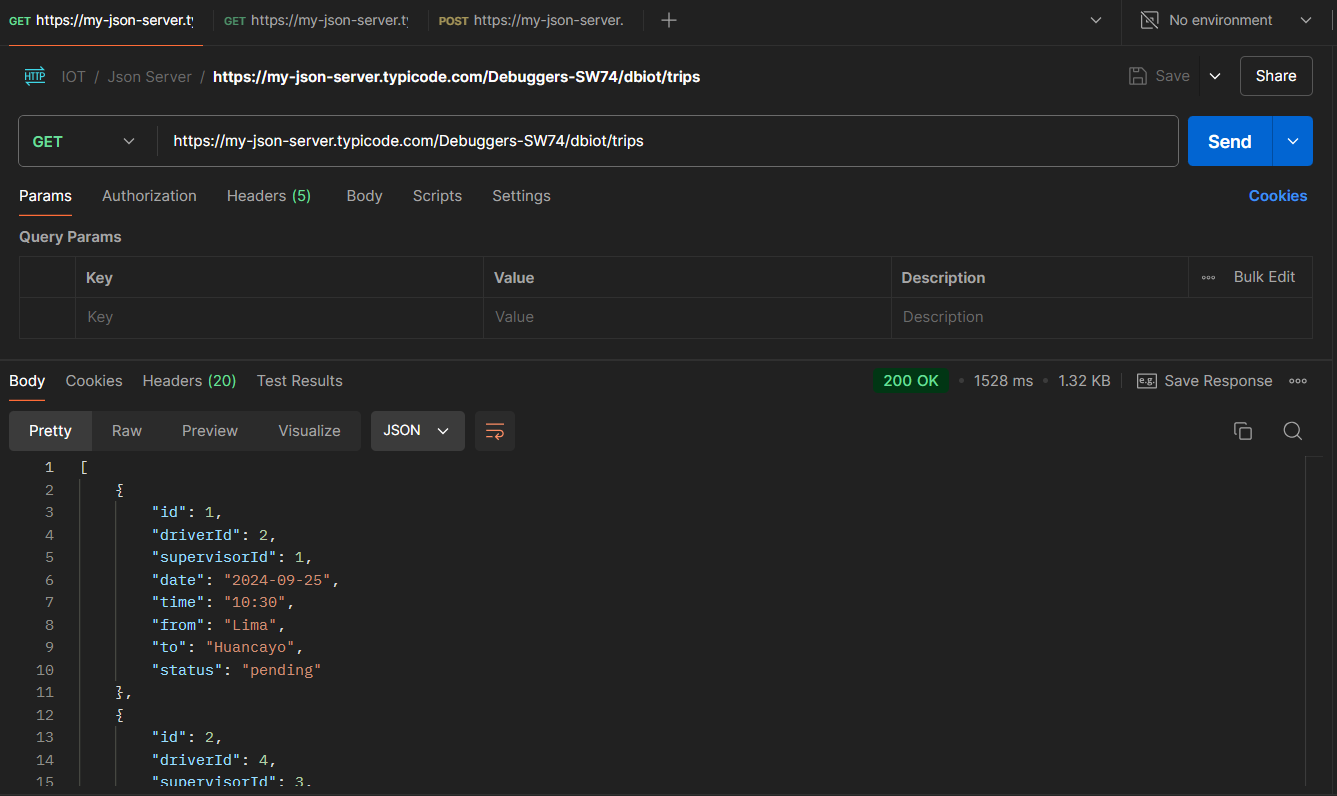 GET https://my-json-server.ty GET https://my-json-server.ty POST https://my-json-server. No environment
HTTP IOT / Json Server / https://my-json-server.typicode.com/Debuggers-SW74/dbiot/trips Save Share
GET https://my-json-server.typicode.com/Debuggers-SW74/dbiot/trips Send
Params Authorization Headers (5) Body Scripts Settings Cookies
Query Params
Key Value Description Bulk Edit
Key Value Description
Body Cookies Headers (20) Test Results 200 OK 1528 ms 1.32 KB e.g. Save Response
Pretty Raw Preview Visualize JSON
1 [
2 {
3 "id": 1,
4 "driverId": 2,
5 "supervisorId": 1,
6 "date": "2024-09-25",
7 "time": "10:30",
8 "from": "Lima",
9 "to": "Huancayo",
10 "status": "pending"
11 },
12 {
13 "id": 2,
14 "driverId": 4,
15 "supervisorId": 3,